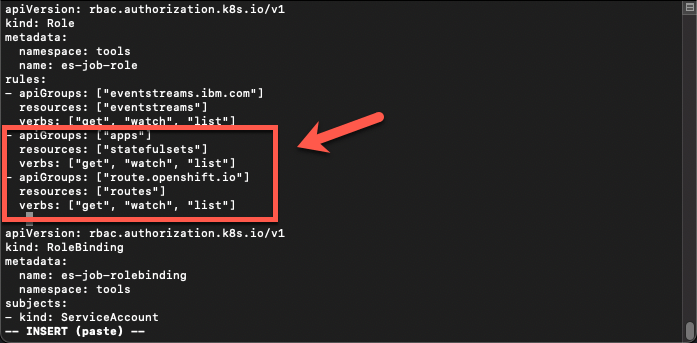 apiVersion: rbac.authorization.k8s.io/v1
kind: Role
metadata:
  namespace: tools
  name: es-job-role
rules:
- apiGroups: ["eventstreams.ibm.com"]
  resources: ["eventstreams"]
  verbs: ["get", "watch", "list"]
- apiGroups: ["apps"]
  resources: ["statefulsets"]
  verbs: ["get", "watch", "list"]
- apiGroups: ["route.openshift.io"]
  resources: ["routes"]
  verbs: ["get", "watch", "list"]
apiVersion: rbac.authorization.k8s.io/v1
kind: RoleBinding
metadata:
  name: es-job-rolebinding
  namespace: tools
subjects:
- kind: ServiceAccount
-- INSERT (paste) --